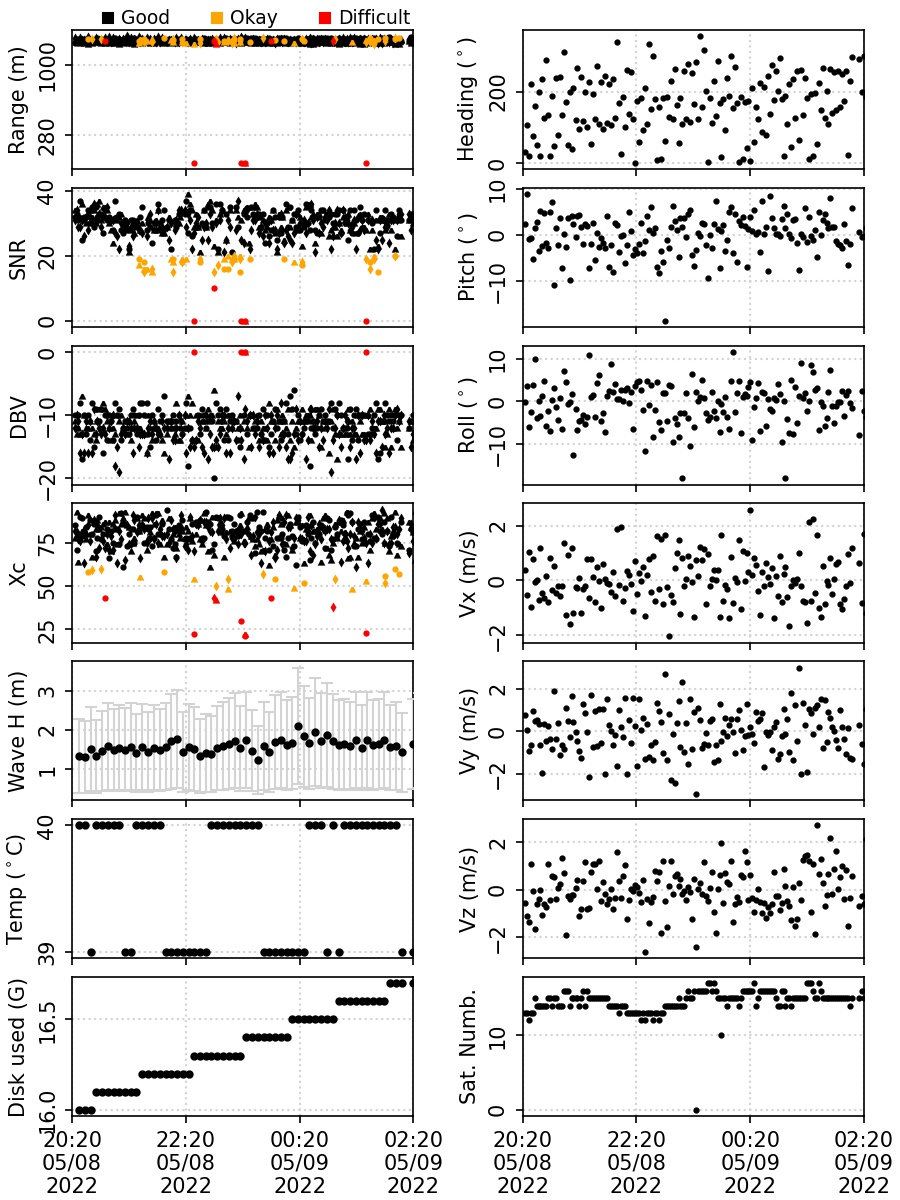 Good Okay Difficult
Range (m)
1000
280
Heading (°)
200
0
SNR
40
20
0
Pitch (°)
10
0
−10
DBV
0
−10
−20
Roll (°)
10
0
−10
Xc
75
50
25
Vx (m/s)
2
0
−2
Wave H (m)
3
2
1
Vy (m/s)
2
0
−2
Temp (°C)
40
39
Vz (m/s)
2
0
−2
Disk used (G)
16.5
16.0
Sat. Numb.
10
0
20:20 22:20 00:20 02:20
05/08 05/08 05/09 05/09
2022 2022 2022 2022
20:20 22:20 00:20 02:20
05/08 05/08 05/09 05/09
2022 2022 2022 2022